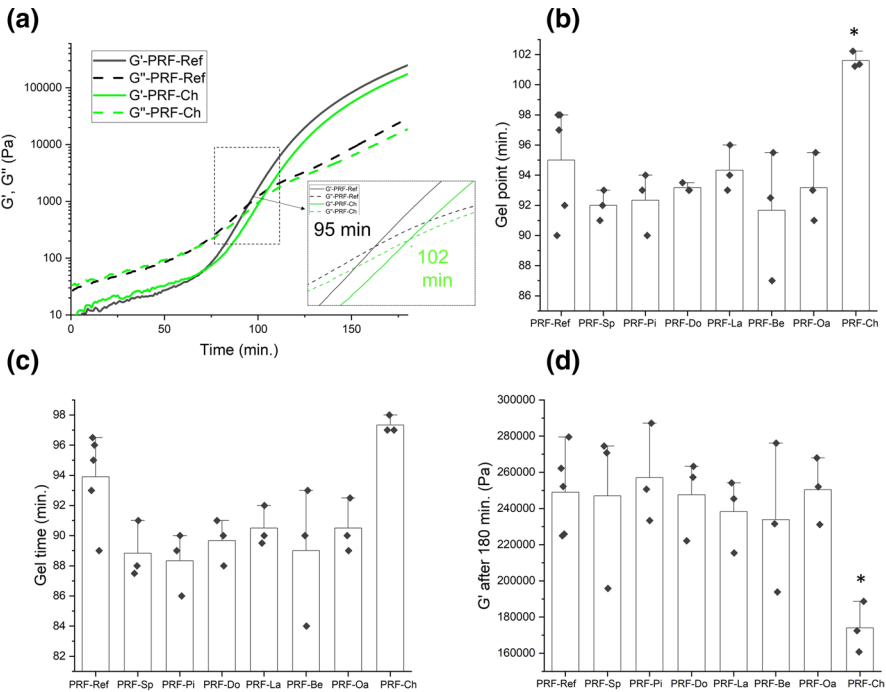 (a)
G'-PRF-Ref
G''-PRF-Ref
G'-PRF-Ch
G''-PRF-Ch
G', G'' (Pa)
100000
10000
1000
100
10
0 50 100 150
Time (min.)
G'-PRF-Ref
G''-PRF-Ref
G''-PRF-Ch
G''-PRF-Ch
95 min
102
min
(b)
Gel point (min.)
102
100
98
96
94
92
90
88
86
*
PRF-Ref PRF-Sp PRF-Pi PRF-Do PRF-La PRF-Be PRF-Oa PRF-Ch
(c)
Gel time (min.)
98
96
94
92
90
88
86
84
82
PRF-Ref PRF-Sp PRF-Pi PRF-Do PRF-La PRF-Be PRF-Oa PRF-Ch
(d)
G' after 180 min. (Pa)
300000
280000
260000
240000
220000
200000
180000
160000
*
PRF-Ref PRF-Sp PRF-Pi PRF-Do PRF-La PRF-Be PRF-Oa PRF-Ch